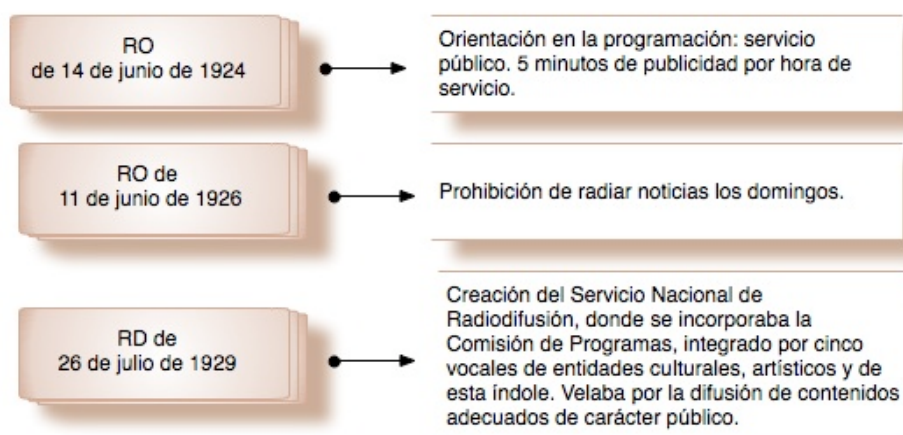 RO
de 14 de junio de 1924
Orientación en la programación: servicio
público. 5 minutos de publicidad por hora de
servicio.
RO de
11 de junio de 1926
Prohibición de radiar noticias los domingos.
RD de
26 de julio de 1929
Creación del Servicio Nacional de
Radiodifusión, donde se incorporaba la
Comisión de Programas, integrado por cinco
vocales de entidades culturales, artísticos y de
esta índole. Velaba por la difusión de contenidos
adecuados de carácter público.